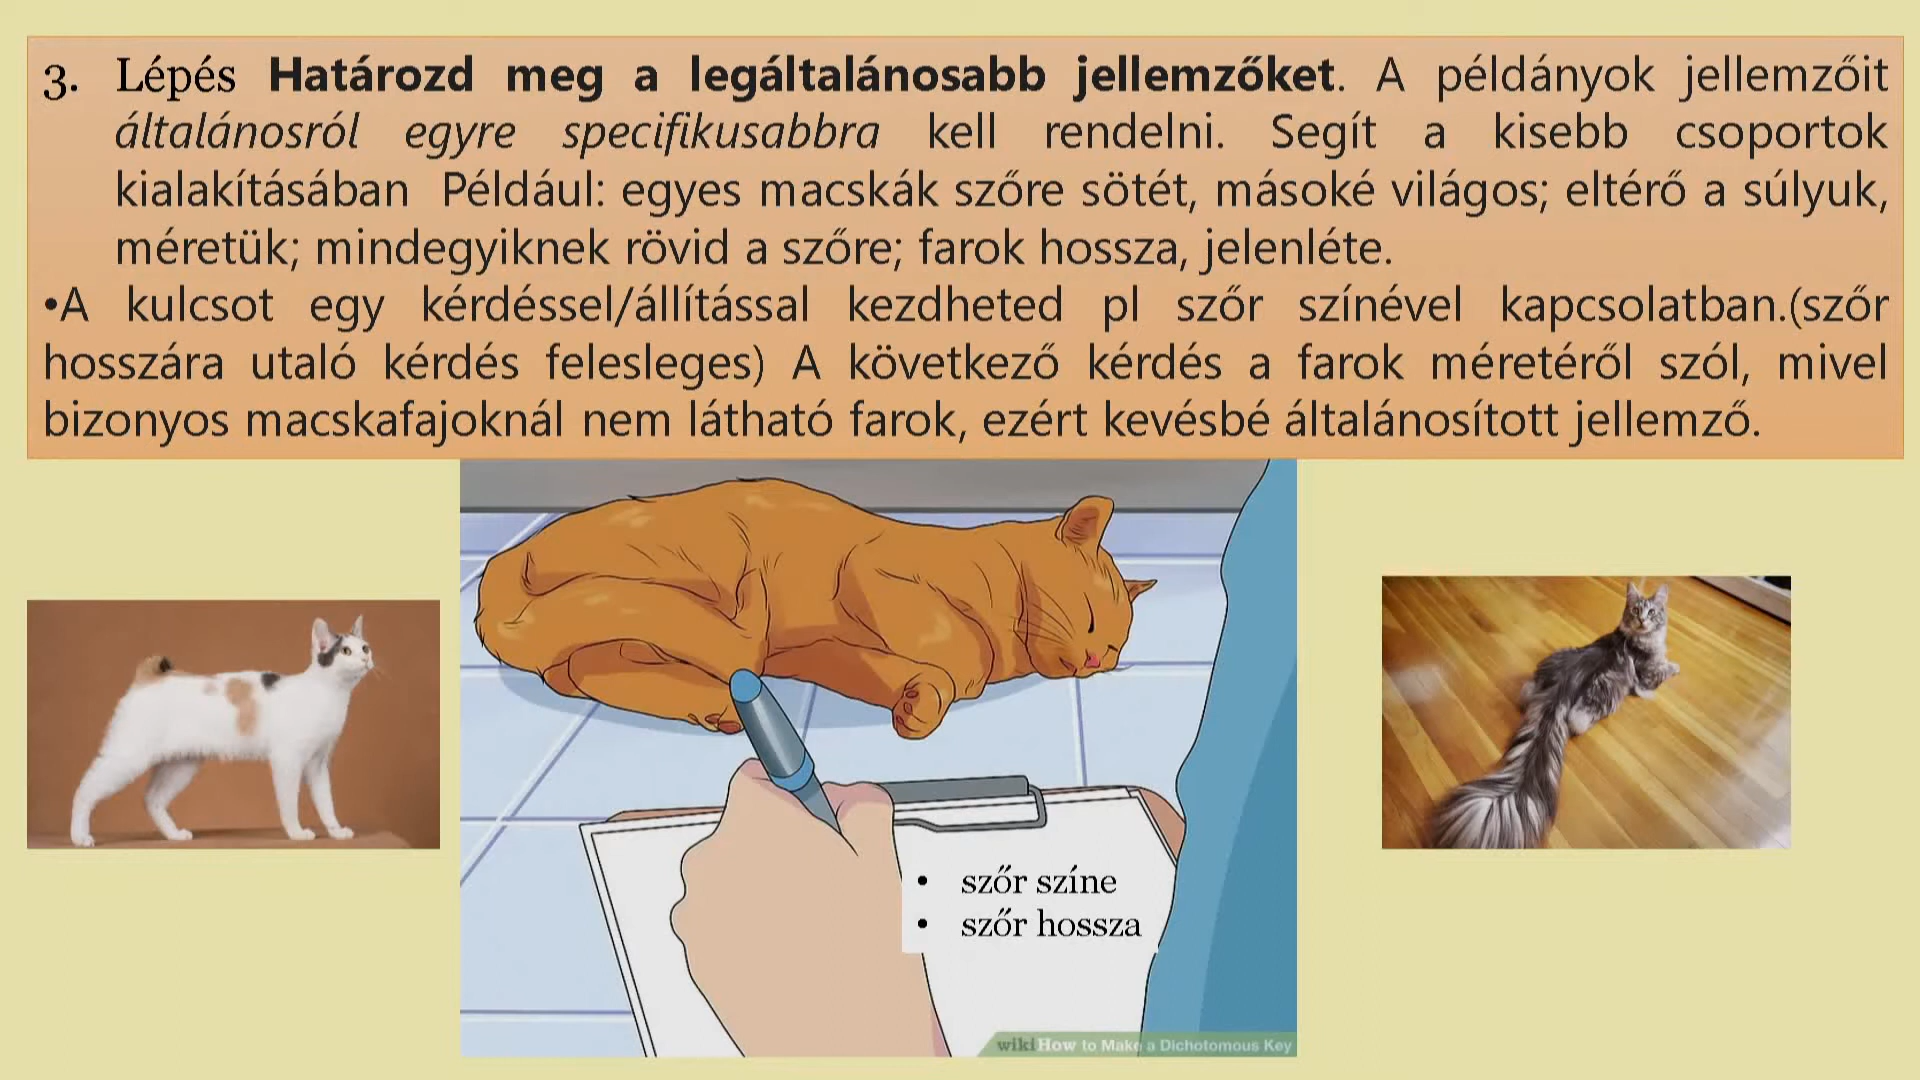 3. Lépés Határozd meg a legáltalánosabb jellemzőket. A példányok jellemzőit
általánosról egyre specifikusabbra kell rendelni. Segít a kisebb csoportok
kialakításában Például: egyes macskák szőre sötét, másoké világos; eltérő a súlyuk,
méretük; mindegyiknek rövid a szőre; farok hossza, jelenléte.
•A kulcsot egy kérdéssel/állítással kezdheted pl szőr színével kapcsolatban.(szőr
hosszára utaló kérdés felesleges) A következő kérdés a farok méretéről szól, mivel
bizonyos macskafajoknál nem látható farok, ezért kevésbé általánosított jellemző.
• szőr színe
• szőr hossza
wikiHow to Make a Dichotomous Key